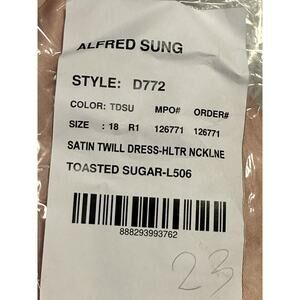 ALFRED SUNG
STYLE: D772
COLOR: TDSU MPO# ORDER#
SIZE : 18 R1 126771 126771
SATIN TWILL DRESS-HLTR NCKLNE
TOASTED SUGAR-L506
888293993762
23